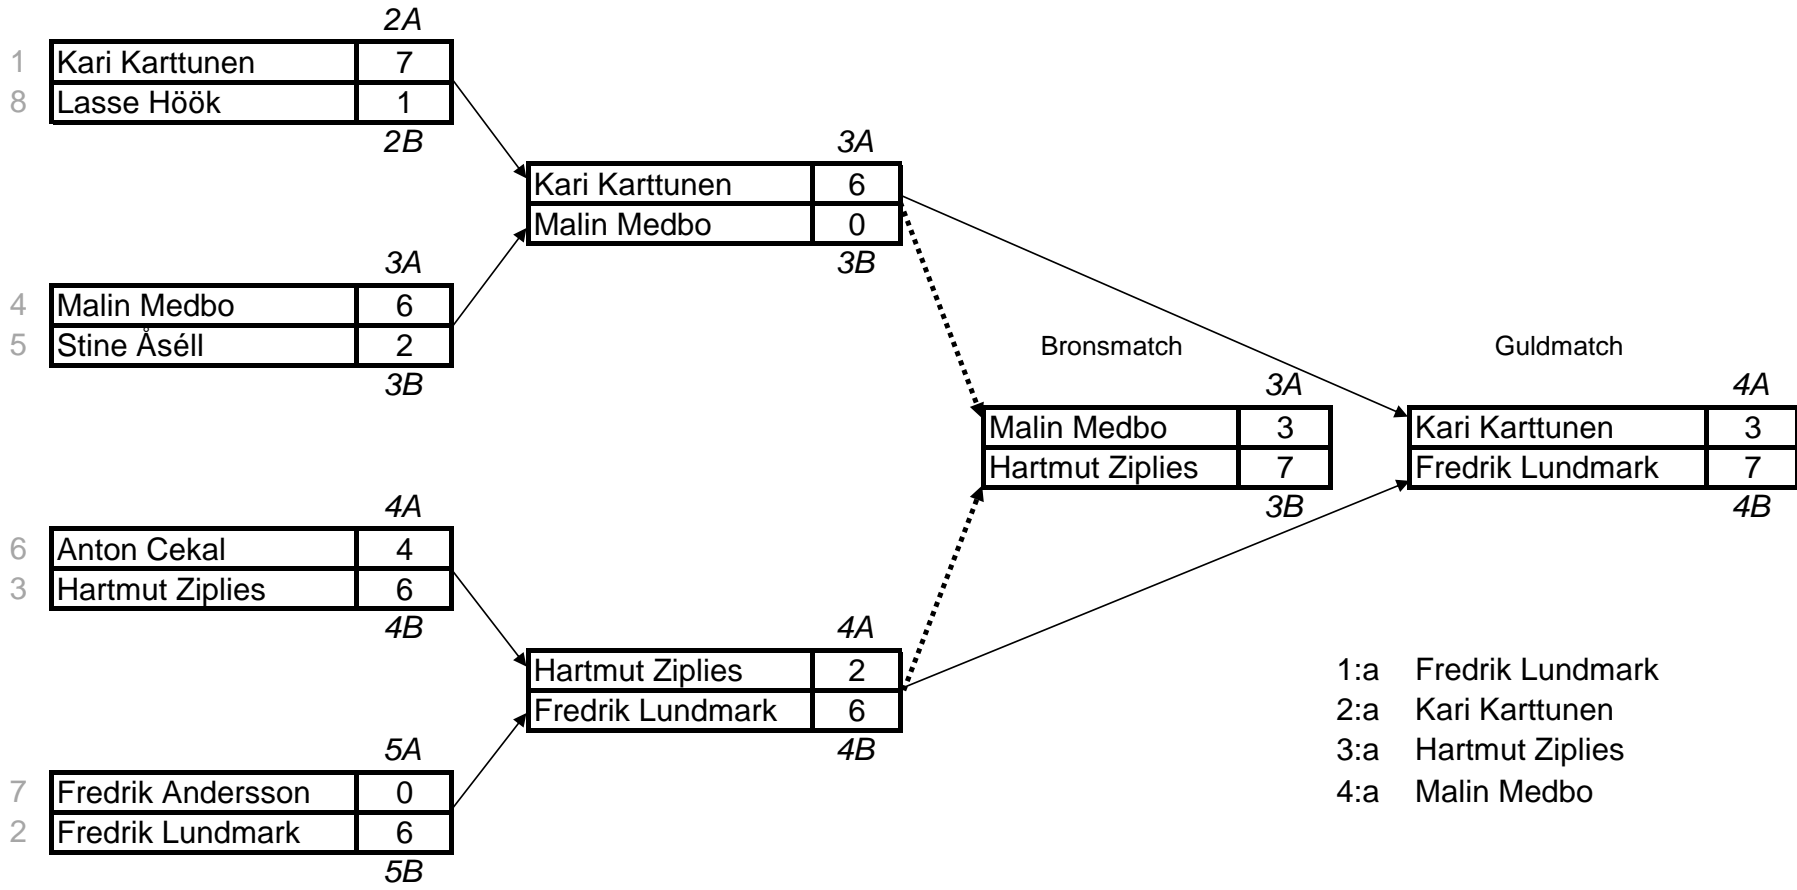 2A
1 Kari Karttunen 7
8 Lasse Höök 1
2B
3A
Kari Karttunen 6
Malin Medbo 0
3B
3A
4 Malin Medbo 6
5 Stine Åséll 2
3B
Bronsmatch
3A
Malin Medbo 3
Hartmut Ziplies 7
3B
Guldmatch
4A
Kari Karttunen 3
Fredrik Lundmark 7
4B
4A
6 Anton Cekal 4
3 Hartmut Ziplies 6
4B
4A
Hartmut Ziplies 2
Fredrik Lundmark 6
4B
5A
7 Fredrik Andersson 0
2 Fredrik Lundmark 6
5B
1:a Fredrik Lundmark
2:a Kari Karttunen
3:a Hartmut Ziplies
4:a Malin Medbo